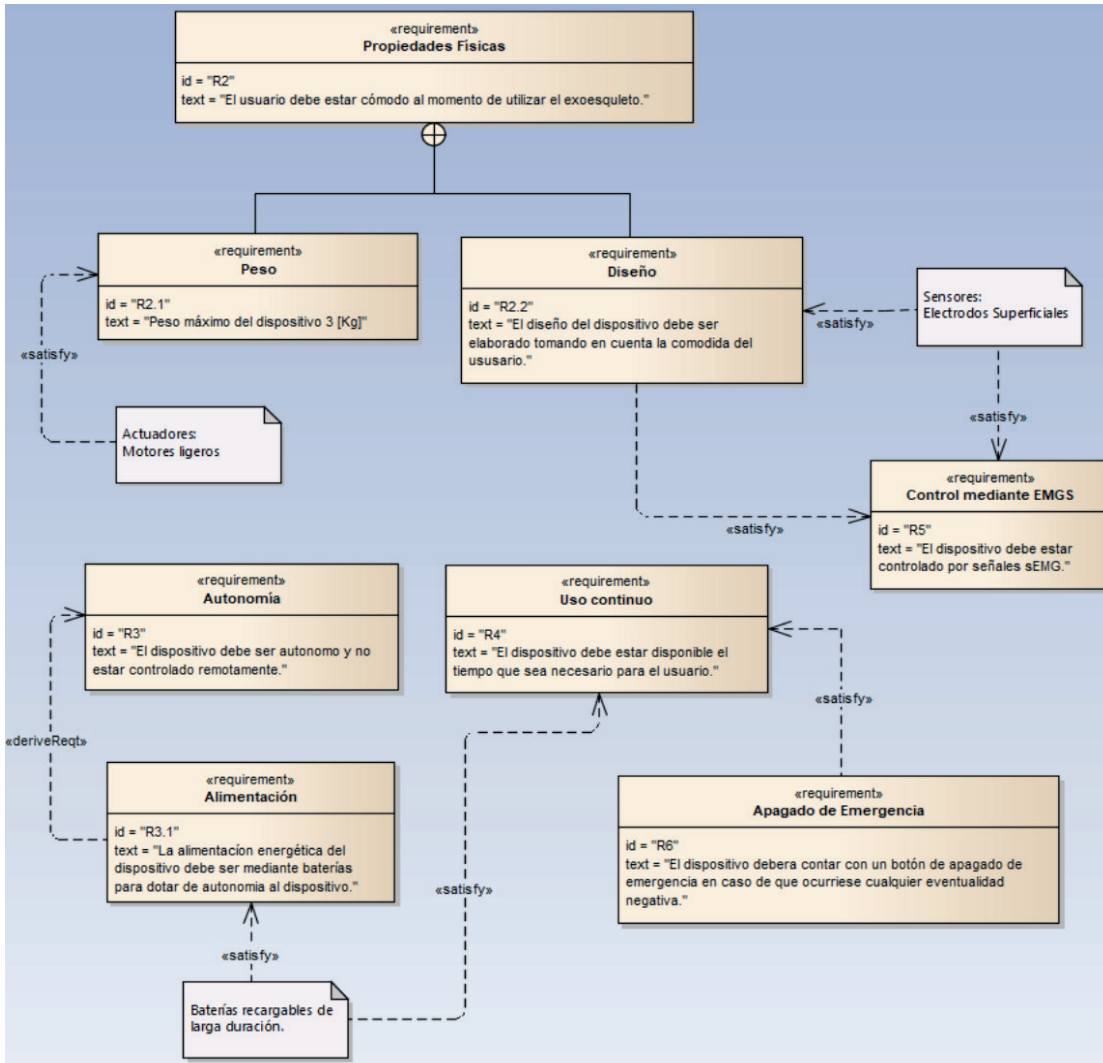 «requirement»
Propiedades Físicas
id = "R2"
text = "El usuario debe estar cómodo al momento de utilizar el exoesquleto."
«requirement»
Peso
id = "R2.1"
text = "Peso máximo del dispositivo 3 [Kg]"
«requirement»
Diseño
id = "R2.2"
text = "El diseño del dispositivo debe ser
elaborado tomando en cuenta la comodida del
ususario."
Sensores:
Electrodos Superficiales
«satisfy»
«satisfy»
«satisfy»
Actuadores:
Motores ligeros
«requirement»
Control mediante EMGS
id = "R5"
text = "El dispositivo debe estar
controlado por señales sEMG."
«satisfy»
«requirement»
Autonomía
id = "R3"
text = "El dispositivo debe ser autonomo y no
estar controlado remotamente."
«requirement»
Uso continuo
id = "R4"
text = "El dispositivo debe estar disponible el
tiempo que sea necesario para el usuario."
«satisfy»
«deriveReqt»
«requirement»
Alimentación
id = "R3.1"
text = "La alimentacíon energética del
dispositivo debe ser mediante baterías
para dotar de autonomia al dispositivo."
«requirement»
Apagado de Emergencia
id = "R6"
text = "El dispositivo debera contar con un botón de apagado de
emergencia en caso de que ocurriese cualquier eventualidad
negativa."
«satisfy»
«satisfy»
Baterías recargables de
larga duración.